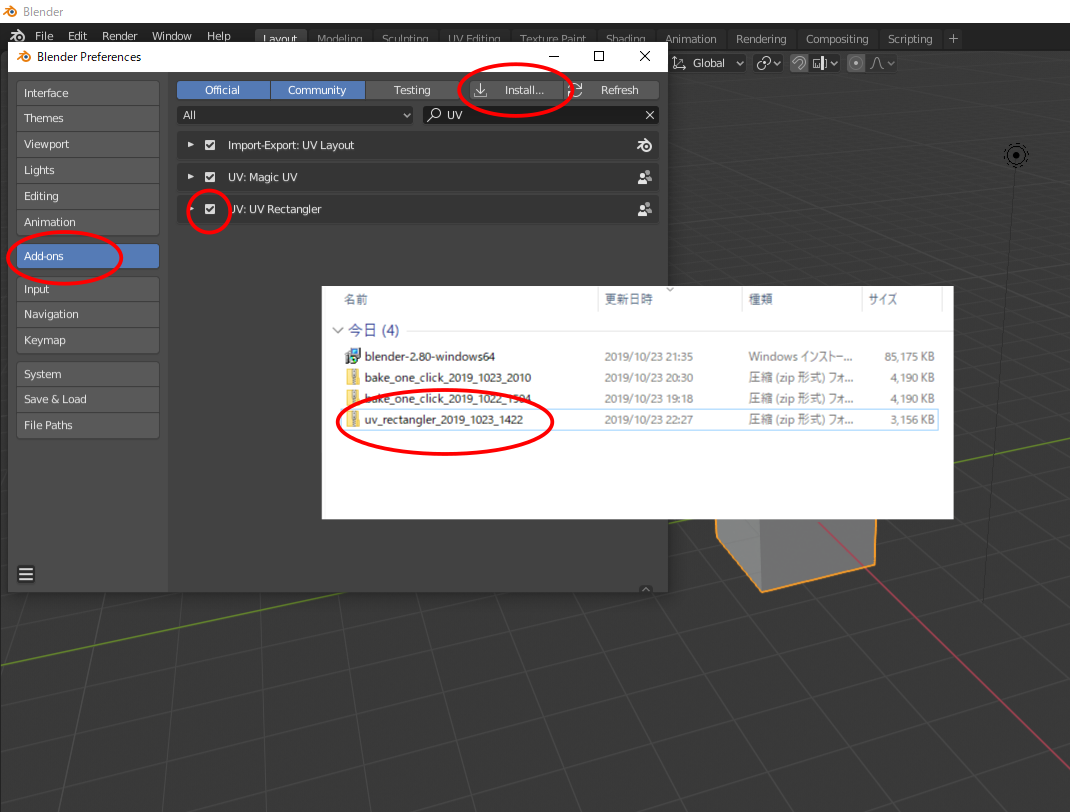 Blender
File Edit Render Window Help Layout Modeling Sculpting UV Editing Texture Paint Shading Animation Rendering Compositing Scripting +
Blender Preferences
Global
Interface
Themes
Viewport
Lights
Editing
Animation
Add-ons
Input
Navigation
Keymap
System
Save & Load
File Paths
Official Community Testing Install... Refresh
All UV
Import-Export: UV Layout
UV: Magic UV
UV: UV Rectangler
名前 更新日時 種類 サイズ
今日 (4)
blender-2.80-windows64 2019/10/23 21:35 Windows インストー... 85,175 KB
bake_one_click_2019_1023_2010 2019/10/23 20:30 圧縮 (zip 形式) フォ... 4,190 KB
bake_one_click_2019_1022_1504 2019/10/23 19:18 圧縮 (zip 形式) フォ... 4,190 KB
uv_rectangler_2019_1023_1422 2019/10/23 22:27 圧縮 (zip 形式) フォ... 3,156 KB